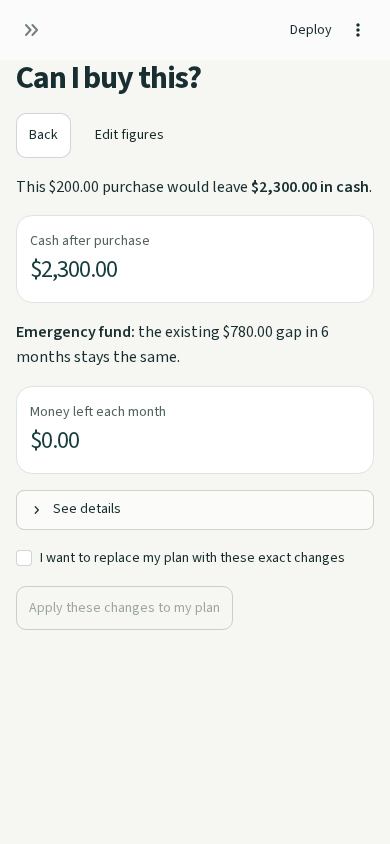 Deploy
Can I buy this?
Back
Edit figures
This $200.00 purchase would leave $2,300.00 in cash.
Cash after purchase
$2,300.00
Emergency fund: the existing $780.00 gap in 6
months stays the same.
Money left each month
$0.00
See details
I want to replace my plan with these exact changes
Apply these changes to my plan